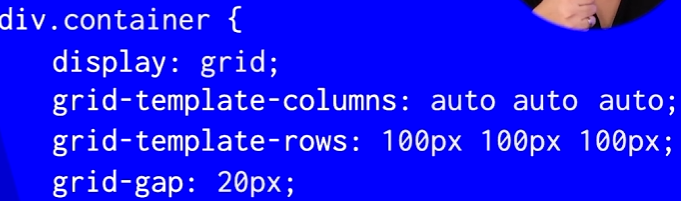 div.container {
display: grid;
grid-template-columns: auto auto auto;
grid-template-rows: 100px 100px 100px;
grid-gap: 20px;